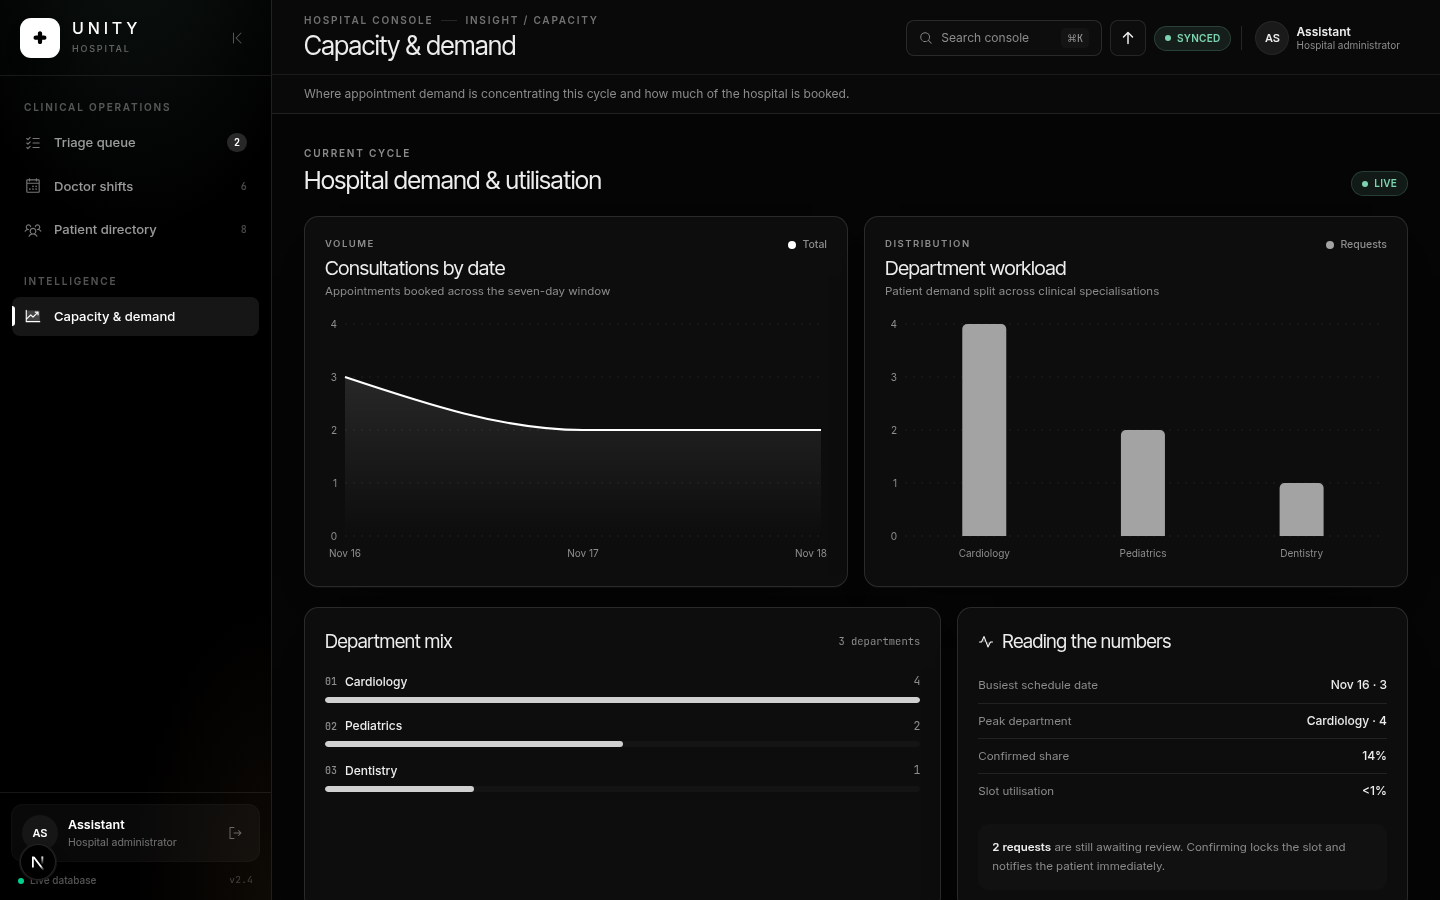 UNITY
HOSPITAL
CLINICAL OPERATIONS
Triage queue 2
Doctor shifts 6
Patient directory 8
INTELLIGENCE
Capacity & demand
AS Assistant
Hospital administrator
N
Live database v2.4
HOSPITAL CONSOLE — INSIGHT / CAPACITY
Capacity & demand
Search console ⌘K
SYNCED
AS Assistant
Hospital administrator
Where appointment demand is concentrating this cycle and how much of the hospital is booked.
CURRENT CYCLE
Hospital demand & utilisation
LIVE
VOLUME
Total
Consultations by date
Appointments booked across the seven-day window
4
3
2
1
0
Nov 16 Nov 17 Nov 18
DISTRIBUTION
Requests
Department workload
Patient demand split across clinical specialisations
4
3
2
1
0
Cardiology Pediatrics Dentistry
Department mix 3 departments
01 Cardiology 4
02 Pediatrics 2
03 Dentistry 1
Reading the numbers
Busiest schedule date Nov 16 · 3
Peak department Cardiology · 4
Confirmed share 14%
Slot utilisation <1%
2 requests are still awaiting review. Confirming locks the slot and
notifies the patient immediately.